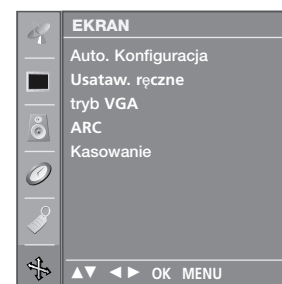 EKRAN
Auto. Konfiguracja
Usataw. ręczne
tryb VGA
ARC
Kasowanie
▲▼ ◄► OK MENU